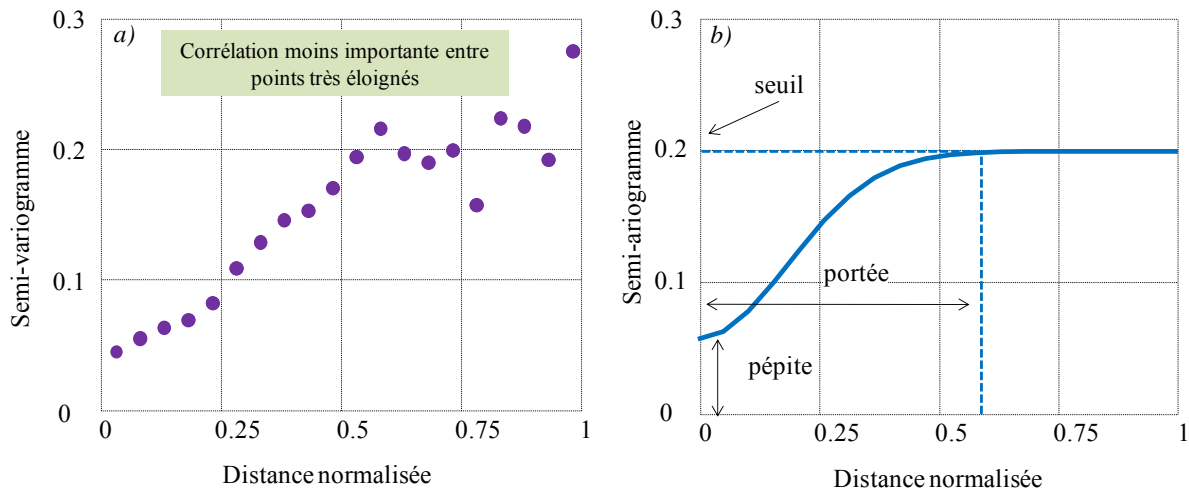 a)
Corrélation moins importante entre
points très éloignés
Semi-variogramme
0.3
0.2
0.1
0
0
0.25
0.5
0.75
1
Distance normalisée
b)
seuil
portée
pépite
Semi-ariogramme
0.3
0.2
0.1
0
0
0.25
0.5
0.75
1
Distance normalisée